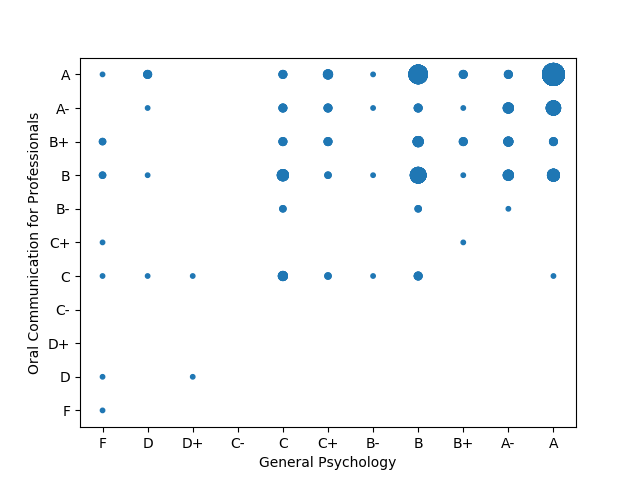 Oral Communication for Professionals
A
A-
B+
B
B-
C+
C
C-
D+
D
F
F D D+ C- C C+ B- B B+ A- A
General Psychology